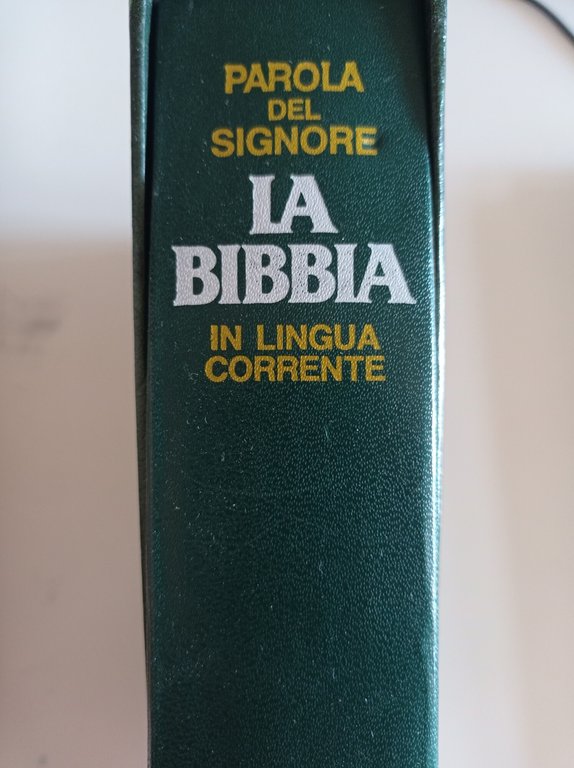 PAROLA
DEL
SIGNORE
LA
BIBBIA
IN LINGUA
CORRENTE